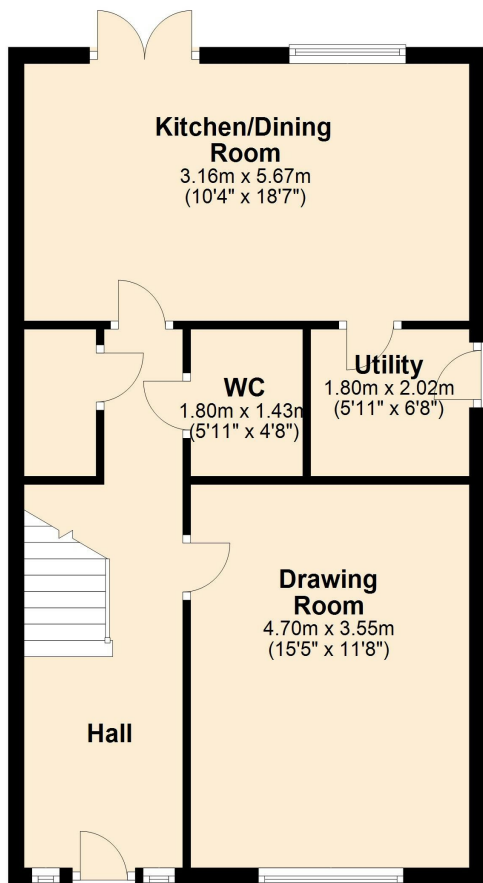 Kitchen/Dining
Room
3.16m x 5.67m
(10'4" x 18'7")
WC
1.80m x 1.43m
(5'11" x 4'8")
Utility
1.80m x 2.02m
(5'11" x 6'8")
Drawing
Room
4.70m x 3.55m
(15'5" x 11'8")
Hall